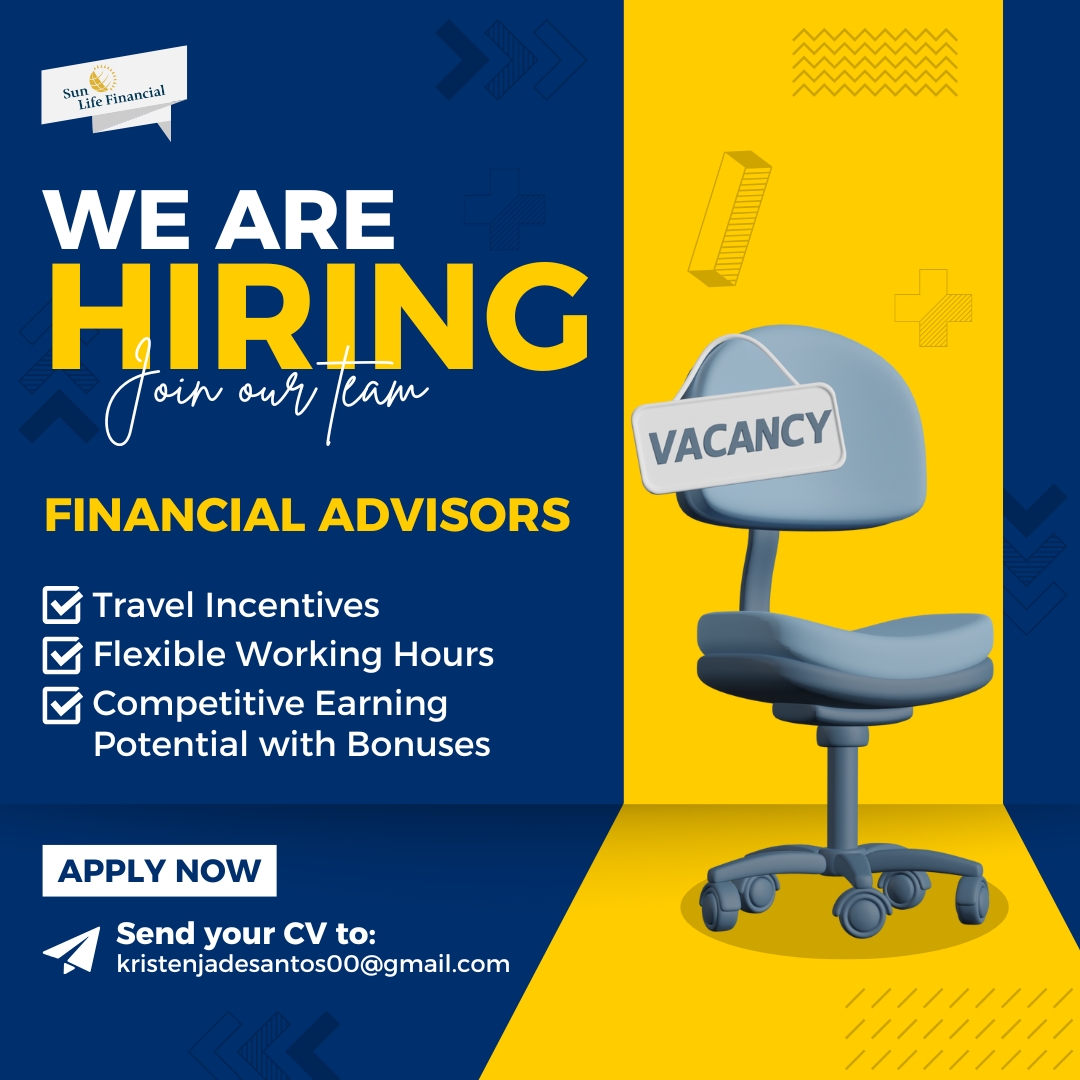 Sun
Life Financial
WE ARE
HIRING
Join our team
VACANCY
FINANCIAL ADVISORS
Travel Incentives
Flexible Working Hours
Competitive Earning
Potential with Bonuses
APPLY NOW
Send your CV to:
kristenjadesantos00@gmail.com